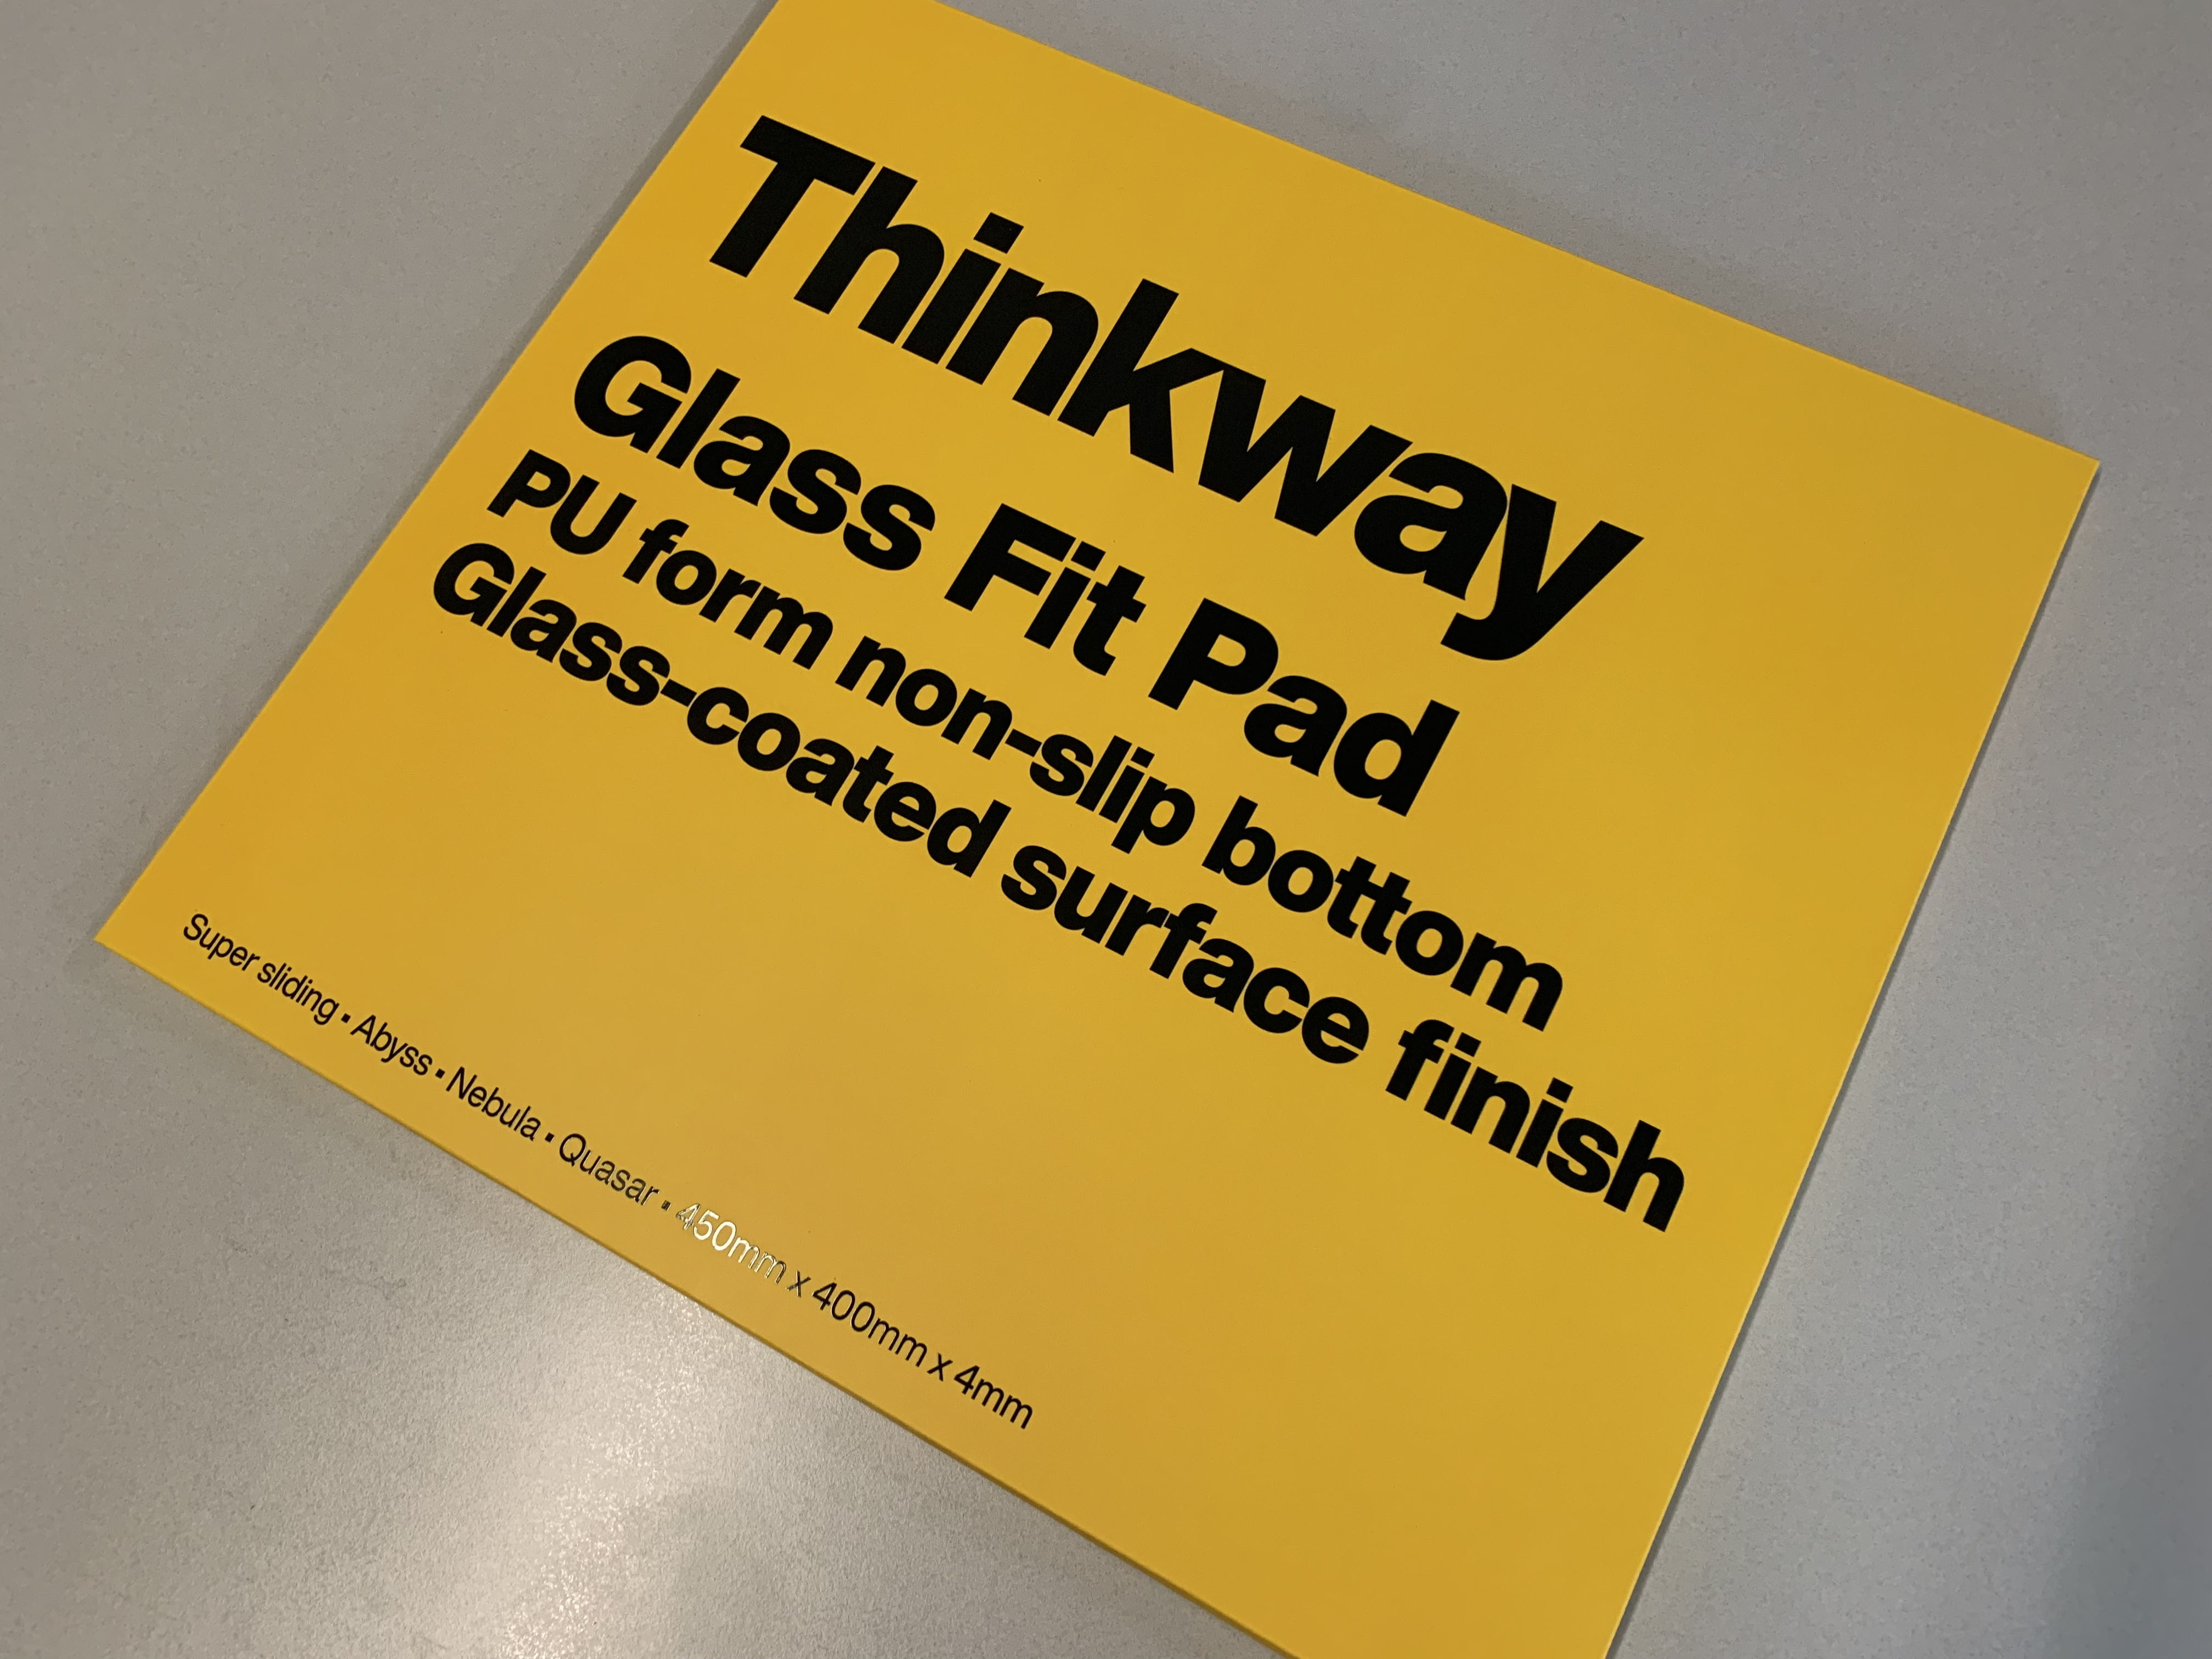 Thinkway
Glass Fit Pad
PU form non-slip bottom
Glass-coated surface finish
Super sliding ▪ Abyss ▪ Nebula ▪ Quasar ▪ 450mm x 400mm x 4mm